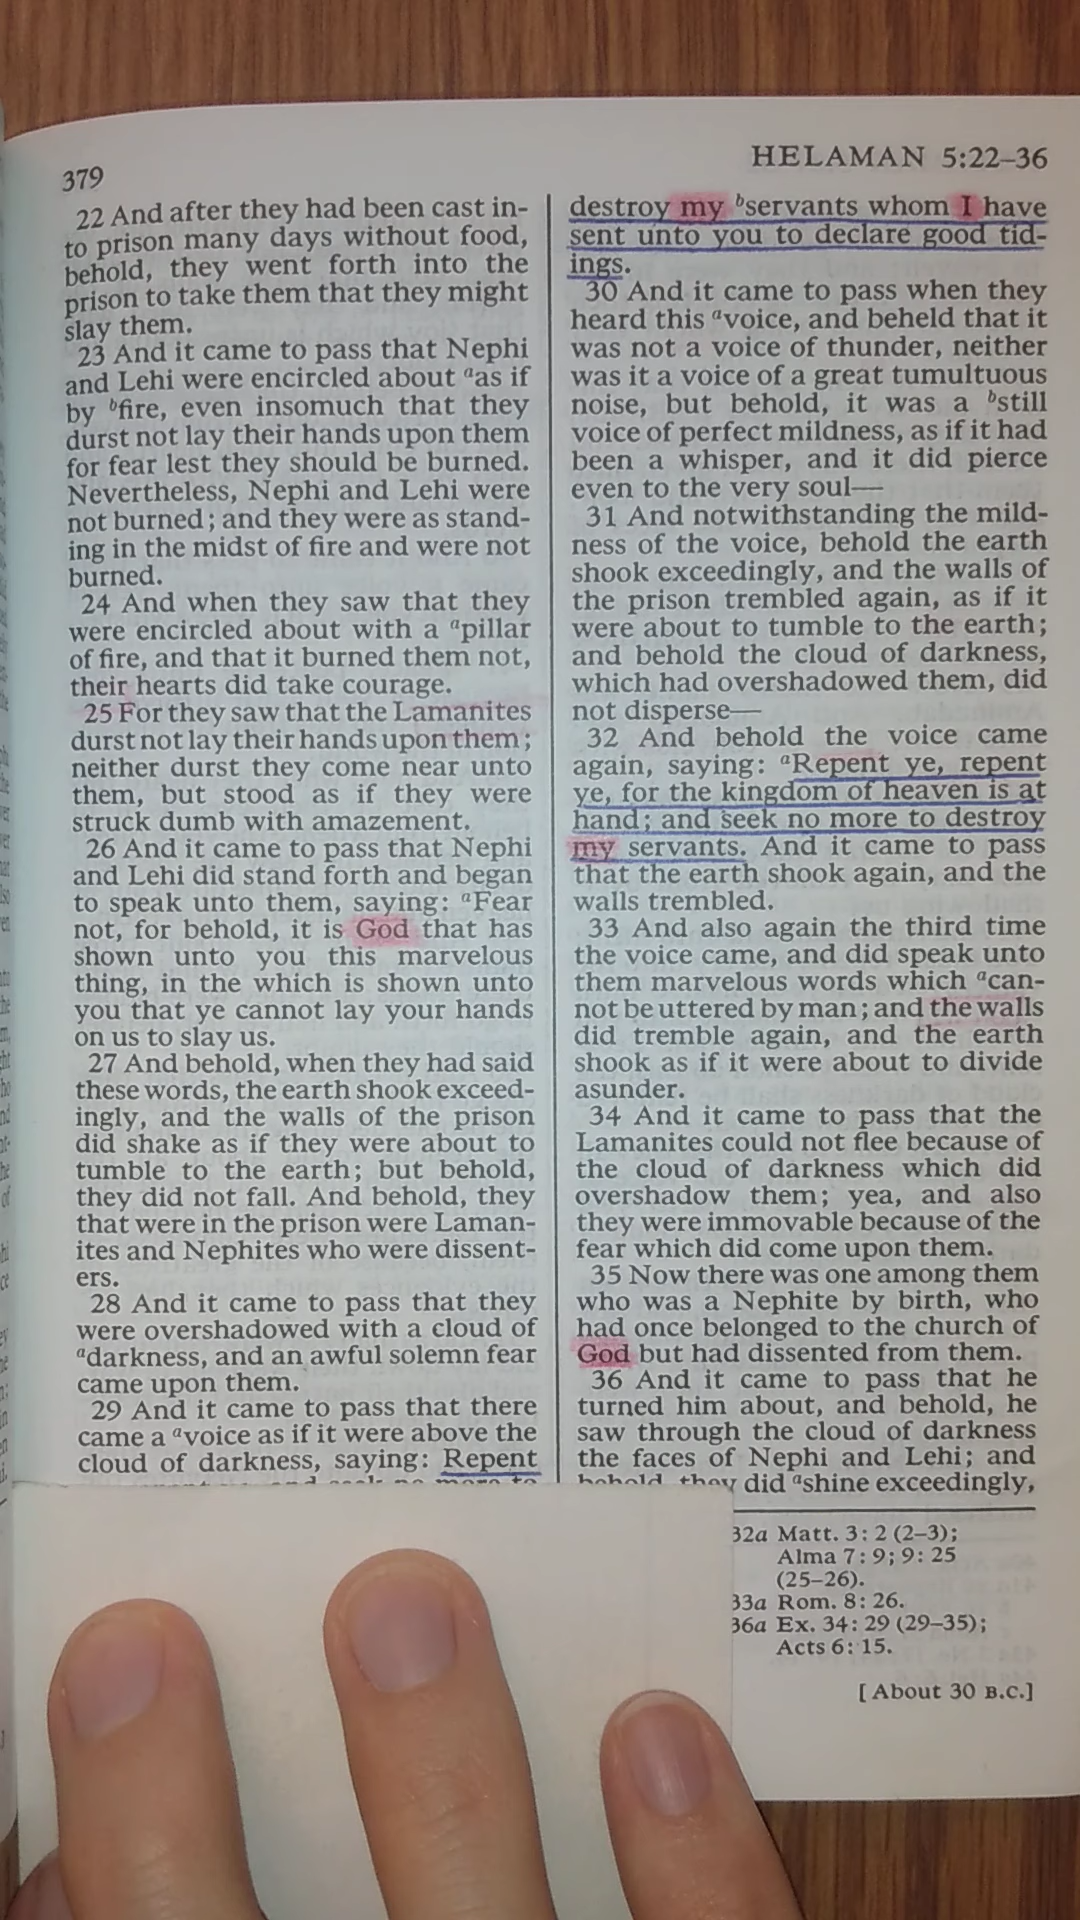 379
HELAMAN 5:22–36
22 And after they had been cast in-
to prison many days without food,
behold, they went forth into the
prison to take them that they might
slay them.
23 And it came to pass that Nephi
and Lehi were encircled about ᵃas if
by ᵇfire, even insomuch that they
durst not lay their hands upon them
for fear lest they should be burned.
Nevertheless, Nephi and Lehi were
not burned; and they were as stand-
ing in the midst of fire and were not
burned.
24 And when they saw that they
were encircled about with a ᵃpillar
of fire, and that it burned them not,
their hearts did take courage.
25 For they saw that the Lamanites
durst not lay their hands upon them;
neither durst they come near unto
them, but stood as if they were
struck dumb with amazement.
26 And it came to pass that Nephi
and Lehi did stand forth and began
to speak unto them, saying: ᵃFear
not, for behold, it is God that has
shown unto you this marvelous
thing, in the which is shown unto
you that ye cannot lay your hands
on us to slay us.
27 And behold, when they had said
these words, the earth shook exceed-
ingly, and the walls of the prison
did shake as if they were about to
tumble to the earth; but behold,
they did not fall. And behold, they
that were in the prison were Laman-
ites and Nephites who were dissent-
ers.
28 And it came to pass that they
were overshadowed with a cloud of
ᵃdarkness, and an awful solemn fear
came upon them.
29 And it came to pass that there
came a ᵃvoice as if it were above the
cloud of darkness, saying: Repent
seek no more to
destroy my ᵇservants whom I have
sent unto you to declare good tid-
ings.
30 And it came to pass when they
heard this ᵃvoice, and beheld that it
was not a voice of thunder, neither
was it a voice of a great tumultuous
noise, but behold, it was a ᵇstill
voice of perfect mildness, as if it had
been a whisper, and it did pierce
even to the very soul—
31 And notwithstanding the mild-
ness of the voice, behold the earth
shook exceedingly, and the walls of
the prison trembled again, as if it
were about to tumble to the earth;
and behold the cloud of darkness,
which had overshadowed them, did
not disperse—
32 And behold the voice came
again, saying: ᵃRepent ye, repent
ye, for the kingdom of heaven is at
hand; and seek no more to destroy
my servants. And it came to pass
that the earth shook again, and the
walls trembled.
33 And also again the third time
the voice came, and did speak unto
them marvelous words which ᵃcan-
not be uttered by man; and the walls
did tremble again, and the earth
shook as if it were about to divide
asunder.
34 And it came to pass that the
Lamanites could not flee because of
the cloud of darkness which did
overshadow them; yea, and also
they were immovable because of the
fear which did come upon them.
35 Now there was one among them
who was a Nephite by birth, who
had once belonged to the church of
God but had dissented from them.
36 And it came to pass that he
turned him about, and behold, he
saw through the cloud of darkness
the faces of Nephi and Lehi; and
behold, they did ᵃshine exceedingly,
32a Matt. 3: 2 (2–3);
Alma 7: 9; 9: 25
(25–26).
33a Rom. 8: 26.
36a Ex. 34: 29 (29–35);
Acts 6: 15.
[About 30 B.C.]